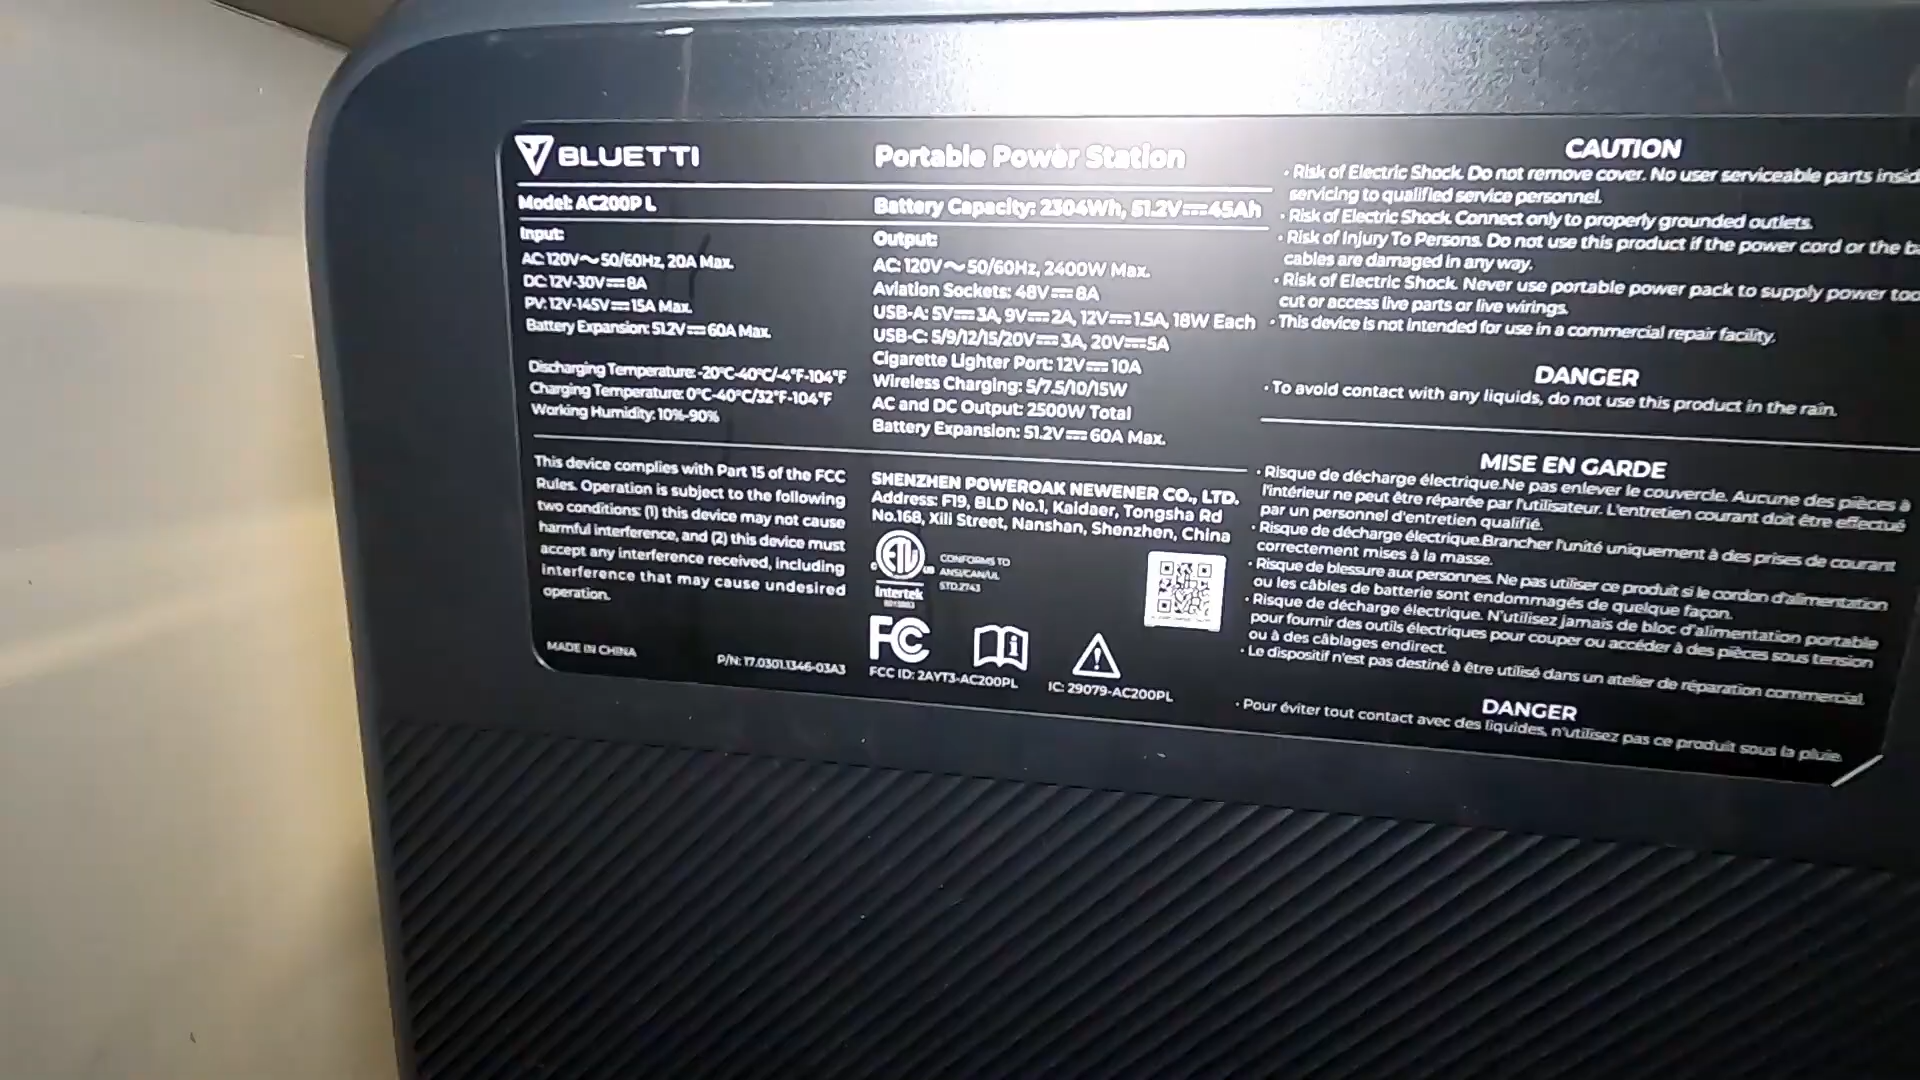 BLUETTI
Portable Power Station
Model: AC200P L
Battery Capacity: 2304Wh, 51.2V⎓45Ah
Input:
AC: 120V～50/60Hz, 20A Max.
DC: 12V-30V⎓8A
PV: 12V-145V⎓15A Max.
Battery Expansion: 51.2V⎓60A Max.
Discharging Temperature: -20°C-40°C/-4°F-104°F
Charging Temperature: 0°C-40°C/32°F-104°F
Working Humidity: 10%-90%
Output:
AC: 120V～50/60Hz, 2400W Max.
Aviation Sockets: 48V⎓8A
USB-A: 5V⎓3A, 9V⎓2A, 12V⎓1.5A, 18W Each
USB-C: 5/9/12/15/20V⎓3A, 20V⎓5A
Cigarette Lighter Port: 12V⎓10A
Wireless Charging: 5/7.5/10/15W
AC and DC Output: 2500W Total
Battery Expansion: 51.2V⎓60A Max.
This device complies with Part 15 of the FCC
Rules. Operation is subject to the following
two conditions: (1) this device may not cause
harmful interference, and (2) this device must
accept any interference received, including
interference that may cause undesired
operation.
MADE IN CHINA
P/N: 17.0301.1346-03A3
SHENZHEN POWEROAK NEWENER CO., LTD.
Address: F19, BLD No.1, Kaidaer, Tongsha Rd
No.168, Xili Street, Nanshan, Shenzhen, China
ETL
C US
Intertek
CONFORMS TO
ANSI/CAN/UL
STD.2743
FC
FCC ID: 2AYT3-AC200PL
IC: 29079-AC200PL
CAUTION
• Risk of Electric Shock. Do not remove cover. No user serviceable parts insid
servicing to qualified service personnel.
• Risk of Electric Shock. Connect only to properly grounded outlets.
• Risk of Injury To Persons. Do not use this product if the power cord or the ba
cables are damaged in any way.
• Risk of Electric Shock. Never use portable power pack to supply power too
cut or access live parts or live wirings.
• This device is not intended for use in a commercial repair facility.
DANGER
• To avoid contact with any liquids, do not use this product in the rain.
MISE EN GARDE
• Risque de décharge électrique.Ne pas enlever le couvercle. Aucune des pièces à
l'intérieur ne peut être réparée par l'utilisateur. L'entretien courant doit être effectué
par un personnel d'entretien qualifié.
• Risque de décharge électrique.Brancher l'unité uniquement à des prises de courant
correctement mises à la masse.
• Risque de blessure aux personnes. Ne pas utiliser ce produit si le cordon d'alimentation
ou les câbles de batterie sont endommagés de quelque façon.
• Risque de décharge électrique. N'utilisez jamais de bloc d'alimentation portable
pour fournir des outils électriques pour couper ou accéder à des pièces sous tension
ou à des câblages endirect.
• Le dispositif n'est pas destiné à être utilisé dans un atelier de réparation commercial.
DANGER
• Pour éviter tout contact avec des liquides, n'utilisez pas ce produit sous la pluie.